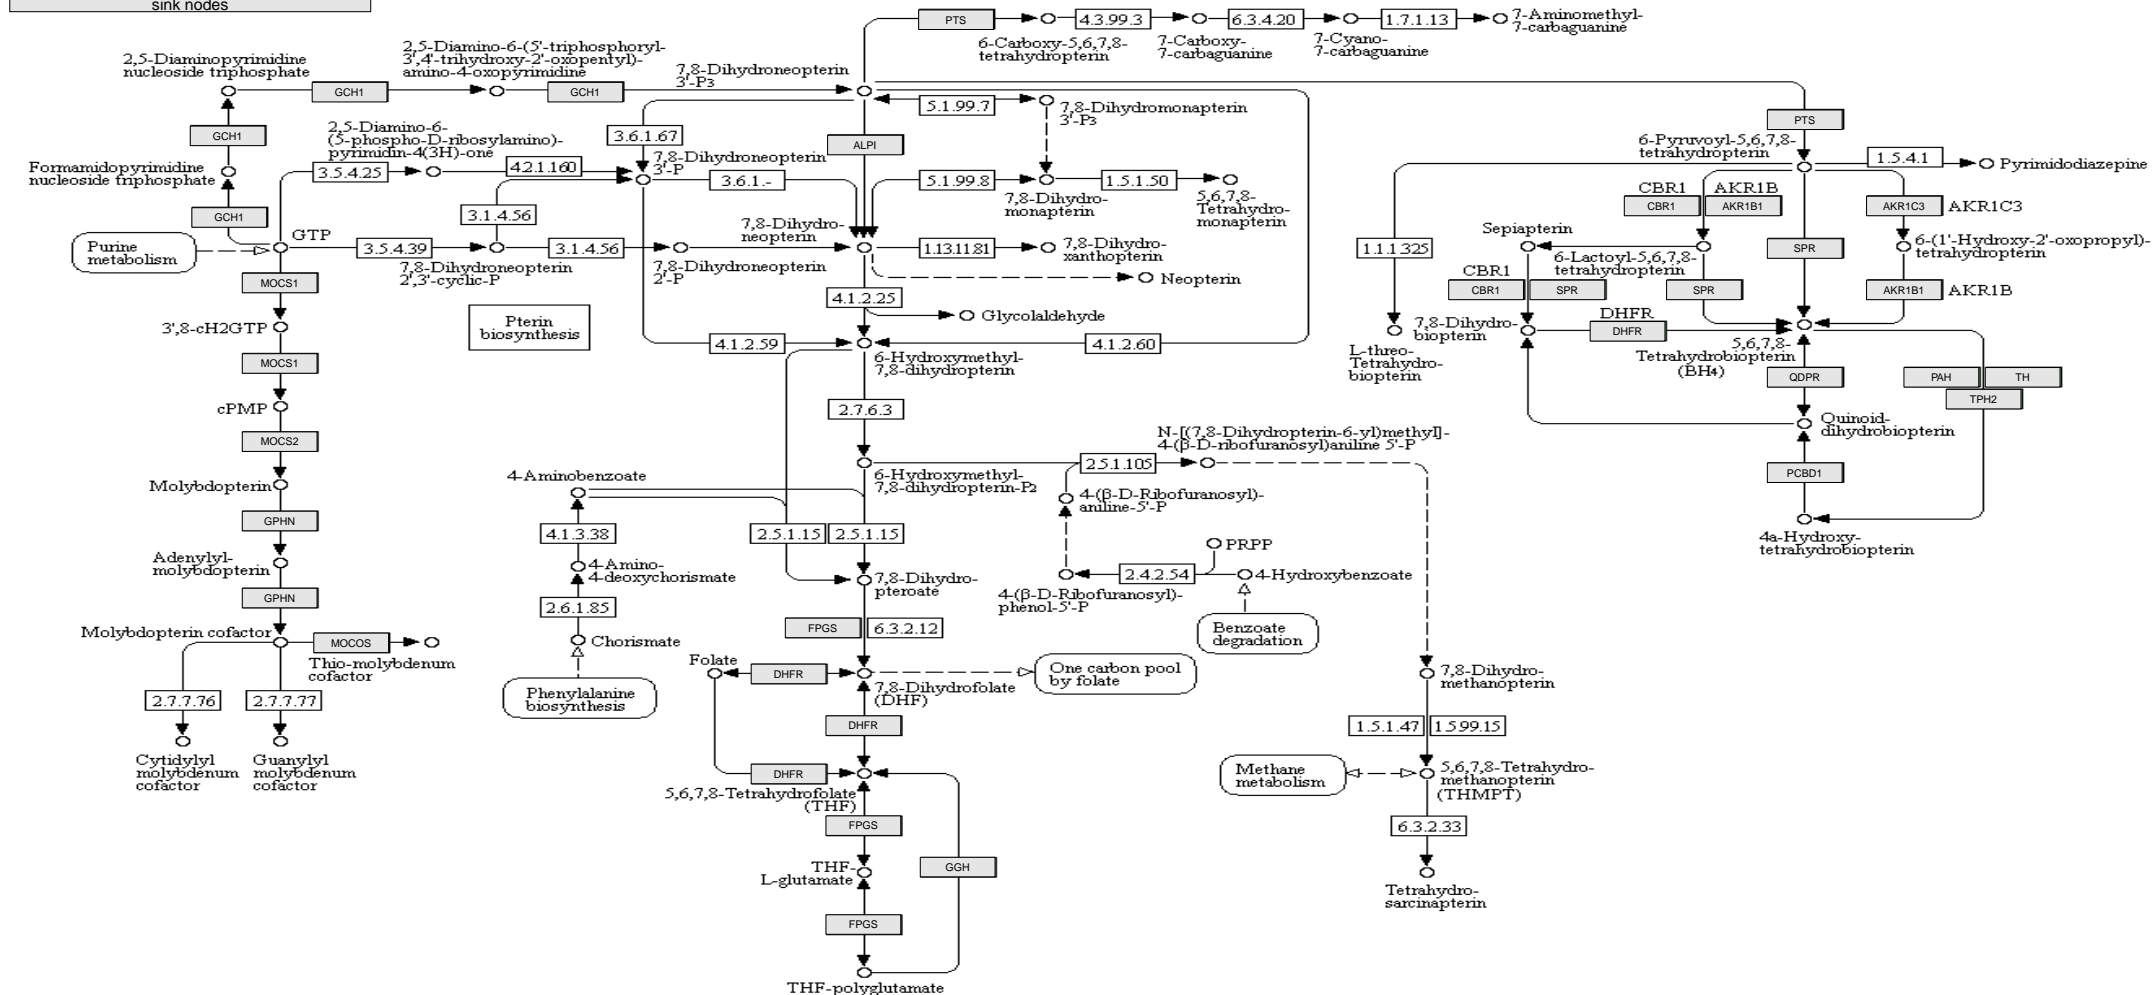 sink nodes
PTS
4.3.99.3
6.3.4.20
1.7.1.13
7-Aminomethyl-
7-carbaguanine
6-Carboxy-5,6,7,8-
tetrahydropterin
7-Carboxy-
7-carbaguanine
7-Cyano-
7-carbaguanine
2,5-Diaminopyrimidine
nucleoside triphosphate
2,5-Diamino-6-(5'-triphosphoryl-
3',4'-trihydroxy-2'-oxopentyl)-
amino-4-oxopyrimidine
7,8-Dihydroneopterin
3'-P3
GCH1
GCH1
5.1.99.7
7,8-Dihydromonapterin
3'-P3
PTS
GCH1
2,5-Diamino-6-
(5-phospho-D-ribosylamino)-
pyrimidin-4(3H)-one
3.6.1.67
ALPI
6-Pyruvoyl-5,6,7,8-
tetrahydropterin
1.5.4.1
Pyrimidodiazepine
Formamidopyrimidine
nucleoside triphosphate
3.5.4.25
4.2.1.160
7,8-Dihydroneopterin
3'-P
3.6.1.-
5.1.99.8
1.5.1.50
7,8-Dihydro-
monapterin
5,6,7,8-
Tetrahydro-
monapterin
CBR1
AKR1B
CBR1
AKR1B1
AKR1C3
AKR1C3
GCH1
3.1.4.56
GTP
Purine
metabolism
3.5.4.39
3.1.4.56
7,8-Dihydro-
neopterin
1.13.11.81
7,8-Dihydro-
xanthopterin
1.1.1.325
Sepiapterin
SPR
6-(1'-Hydroxy-2'-oxopropyl)-
tetrahydropterin
7,8-Dihydroneopterin
2',3'-cyclic-P
7,8-Dihydroneopterin
2'-P
Neopterin
6-Lactoyl-5,6,7,8-
tetrahydropterin
CBR1
MOCS1
4.1.2.25
CBR1
SPR
SPR
AKR1B1
AKR1B
3',8-cH2GTP
Pterin
biosynthesis
Glycolaldehyde
7,8-Dihydro-
biopterin
DHFR
DHFR
4.1.2.59
4.1.2.60
L-threo-
Tetrahydro-
biopterin
5,6,7,8-
Tetrahydrobiopterin
(BH4)
MOCS1
6-Hydroxymethyl-
7,8-dihydropterin
QDPR
PAH
TH
TPH2
cPMP
2.7.6.3
Quinoid-
dihydrobiopterin
MOCS2
N-[(7,8-Dihydropterin-6-yl)methyl]-
4-(β-D-ribofuranosyl)aniline 5'-P
2.5.1.105
PCBD1
Molybdopterin
4-Aminobenzoate
6-Hydroxymethyl-
7,8-dihydropterin-P2
4-(β-D-Ribofuranosyl)-
aniline-5'-P
GPHN
4.1.3.38
2.5.1.15
2.5.1.15
4a-Hydroxy-
tetrahydrobiopterin
PRPP
Adenylyl-
molybdopterin
4-Amino-
4-deoxychorismate
7,8-Dihydro-
pteroate
2.4.2.54
4-Hydroxybenzoate
4-(β-D-Ribofuranosyl)-
phenol-5'-P
GPHN
2.6.1.85
FPGS
6.3.2.12
Benzoate
degradation
Molybdopterin cofactor
MOCOS
Chorismate
Thio-molybdenum
cofactor
Folate
DHFR
One carbon pool
by folate
7,8-Dihydro-
methanopterin
7,8-Dihydrofolate
(DHF)
2.7.7.76
2.7.7.77
Phenylalanine
biosynthesis
DHFR
1.5.1.47
1.5.99.15
Cytidylyl
molybdenum
cofactor
Guanylyl
molybdenum
cofactor
DHFR
5,6,7,8-Tetrahydrofolate
(THF)
Methane
metabolism
5,6,7,8-Tetrahydro-
methanopterin
(THMPT)
FPGS
6.3.2.33
THF-
L-glutamate
GGH
Tetrahydro-
sarcinapterin
FPGS
THF-polyglutamate